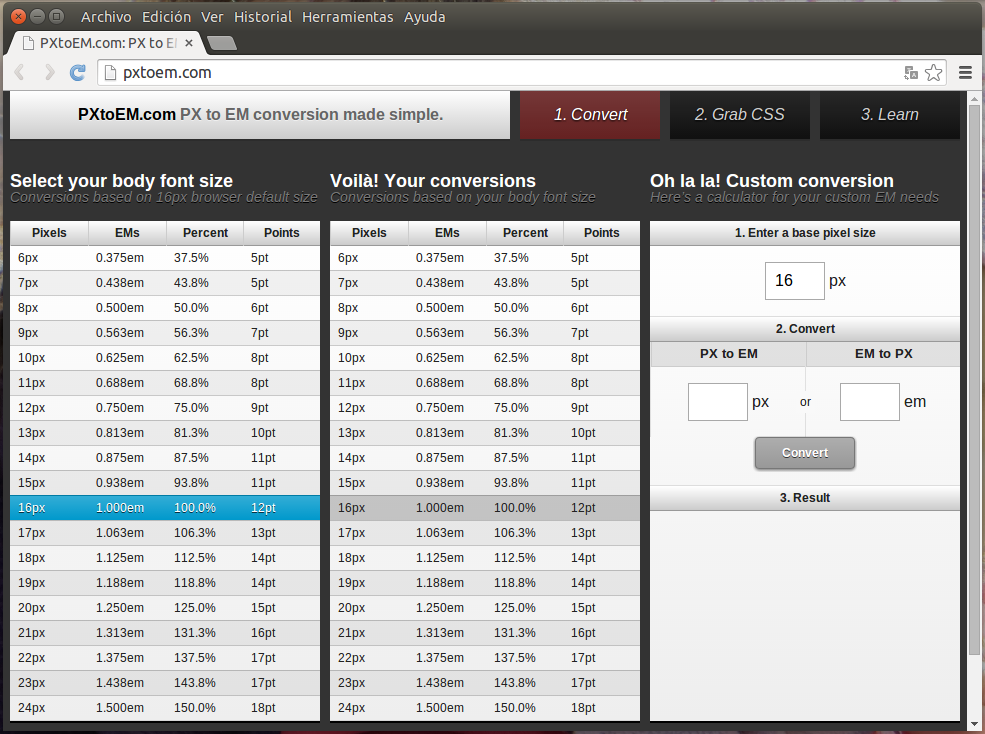 Archivo Edición Ver Historial Herramientas Ayuda
PXtoEM.com: PX to E
pxtoem.com
PXtoEM.com PX to EM conversion made simple.
1. Convert
2. Grab CSS
3. Learn
Select your body font size
Conversions based on 16px browser default size
Pixels EMs Percent Points
6px 0.375em 37.5% 5pt
7px 0.438em 43.8% 5pt
8px 0.500em 50.0% 6pt
9px 0.563em 56.3% 7pt
10px 0.625em 62.5% 8pt
11px 0.688em 68.8% 8pt
12px 0.750em 75.0% 9pt
13px 0.813em 81.3% 10pt
14px 0.875em 87.5% 11pt
15px 0.938em 93.8% 11pt
16px 1.000em 100.0% 12pt
17px 1.063em 106.3% 13pt
18px 1.125em 112.5% 14pt
19px 1.188em 118.8% 14pt
20px 1.250em 125.0% 15pt
21px 1.313em 131.3% 16pt
22px 1.375em 137.5% 17pt
23px 1.438em 143.8% 17pt
24px 1.500em 150.0% 18pt
Voilà! Your conversions
Conversions based on your body font size
Pixels EMs Percent Points
6px 0.375em 37.5% 5pt
7px 0.438em 43.8% 5pt
8px 0.500em 50.0% 6pt
9px 0.563em 56.3% 7pt
10px 0.625em 62.5% 8pt
11px 0.688em 68.8% 8pt
12px 0.750em 75.0% 9pt
13px 0.813em 81.3% 10pt
14px 0.875em 87.5% 11pt
15px 0.938em 93.8% 11pt
16px 1.000em 100.0% 12pt
17px 1.063em 106.3% 13pt
18px 1.125em 112.5% 14pt
19px 1.188em 118.8% 14pt
20px 1.250em 125.0% 15pt
21px 1.313em 131.3% 16pt
22px 1.375em 137.5% 17pt
23px 1.438em 143.8% 17pt
24px 1.500em 150.0% 18pt
Oh la la! Custom conversion
Here's a calculator for your custom EM needs
1. Enter a base pixel size
16 px
2. Convert
PX to EM EM to PX
px or em
Convert
3. Result